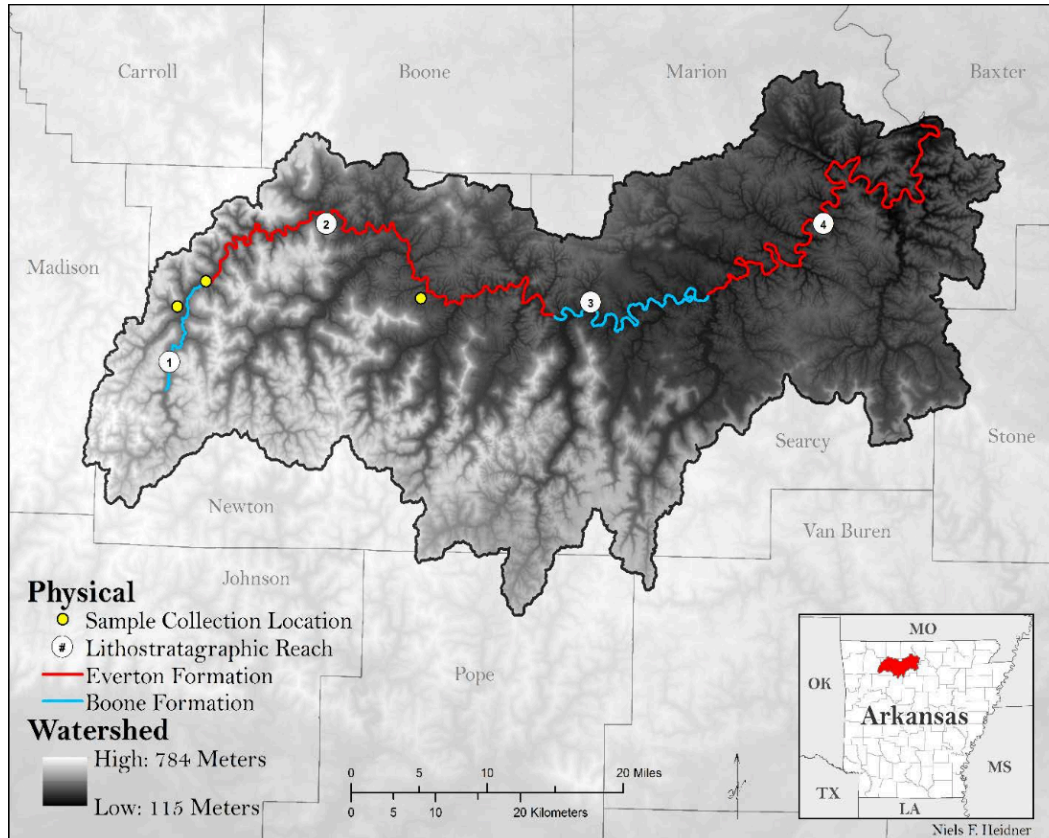 Carroll
Boone
Marion
Baxter
Madison
Newton
Searcy
Stone
Van Buren
Johnson
Pope
1
2
3
4
Physical
Sample Collection Location
# Lithostratagraphic Reach
Everton Formation
Boone Formation
Watershed
High: 784 Meters
Low: 115 Meters
0 5 10 20 Miles
0 5 10 20 Kilometers
MO
OK
Arkansas
TX
MS
LA
Niels F. Heidner